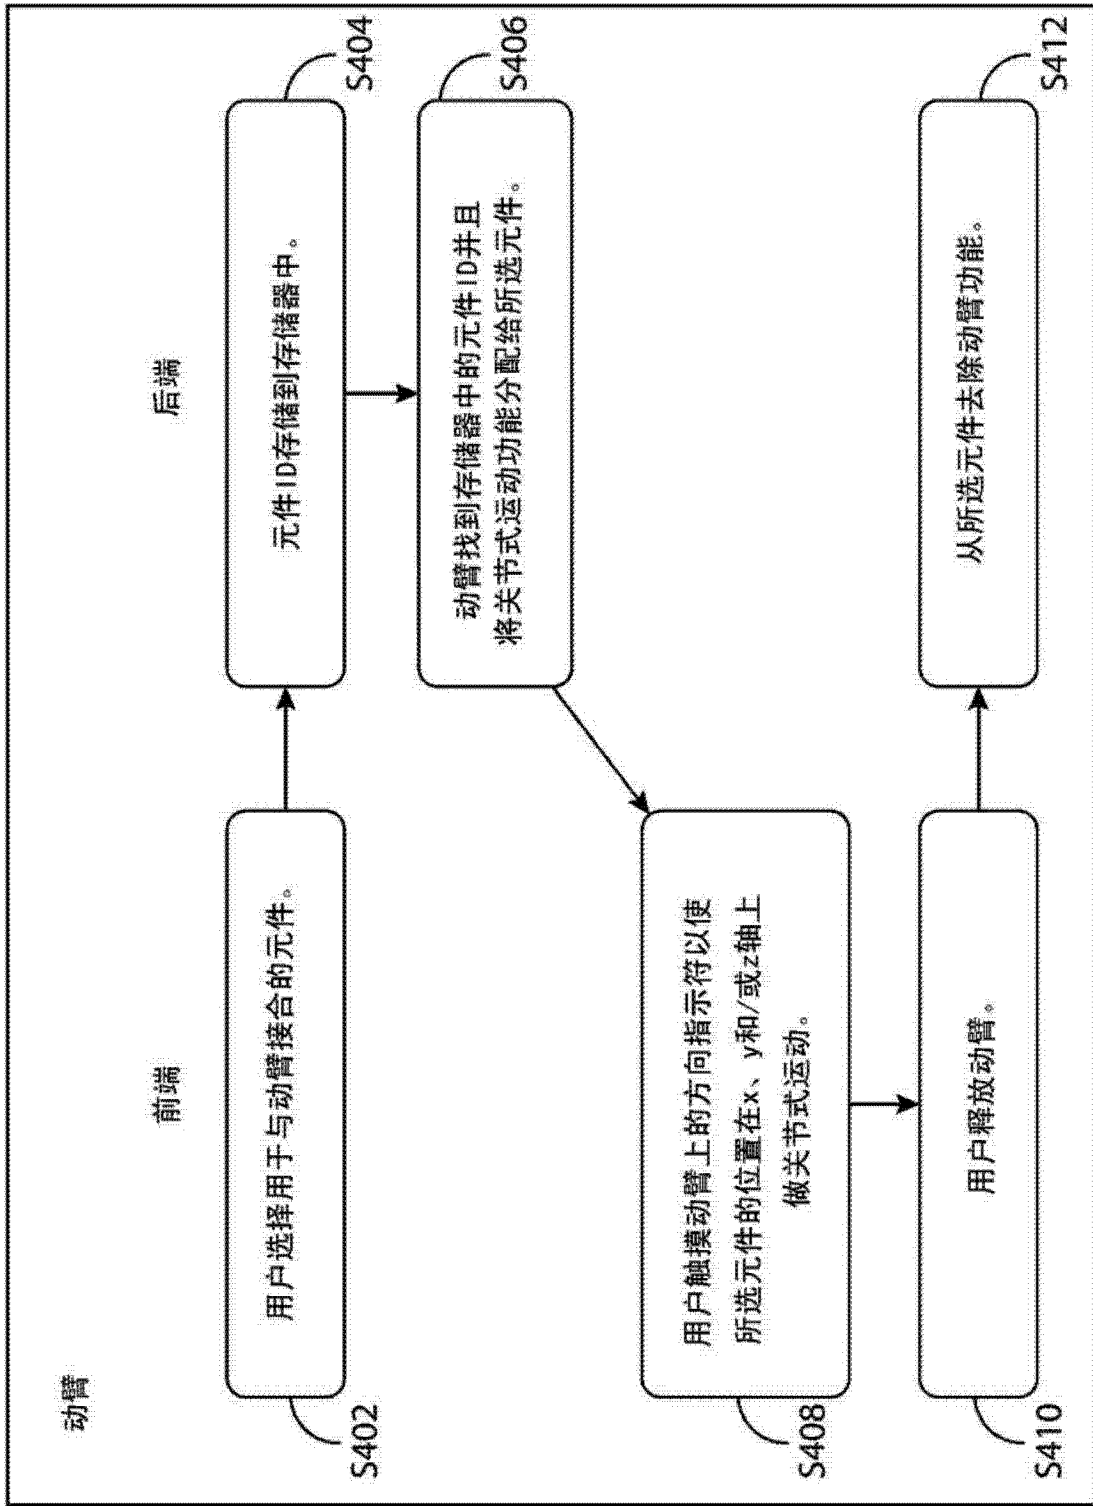 动臂
前端
后端
用户选择用于与动臂接合的元件。
S402
元件ID存储到存储器中。
S404
动臂找到存储器中的元件ID并且
将关节式运动功能分配给所选元件。
S406
用户触摸动臂上的方向指示符以使
所选元件的位置在x、y和/或z轴上
做关节式运动。
S408
用户释放动臂。
S410
从所选元件去除动臂功能。
S412